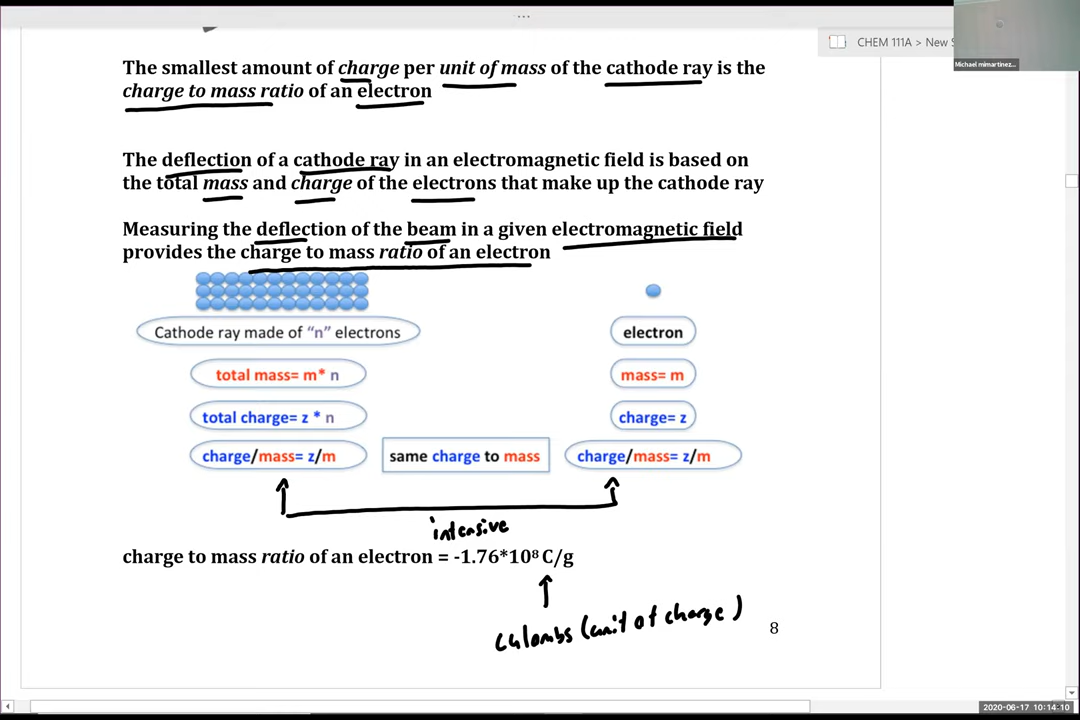 ...
CHEM 111A > New S
Michael mimartinez...
The smallest amount of charge per unit of mass of the cathode ray is the
charge to mass ratio of an electron
The deflection of a cathode ray in an electromagnetic field is based on
the total mass and charge of the electrons that make up the cathode ray
Measuring the deflection of the beam in a given electromagnetic field
provides the charge to mass ratio of an electron
Cathode ray made of “n” electrons
electron
total mass= m* n
mass= m
total charge= z * n
charge= z
charge/mass= z/m
same charge to mass
charge/mass= z/m
intensive
charge to mass ratio of an electron = -1.76*10⁸ C/g
Culombs (unit of charge)
8
2020-06-17 10:14:10